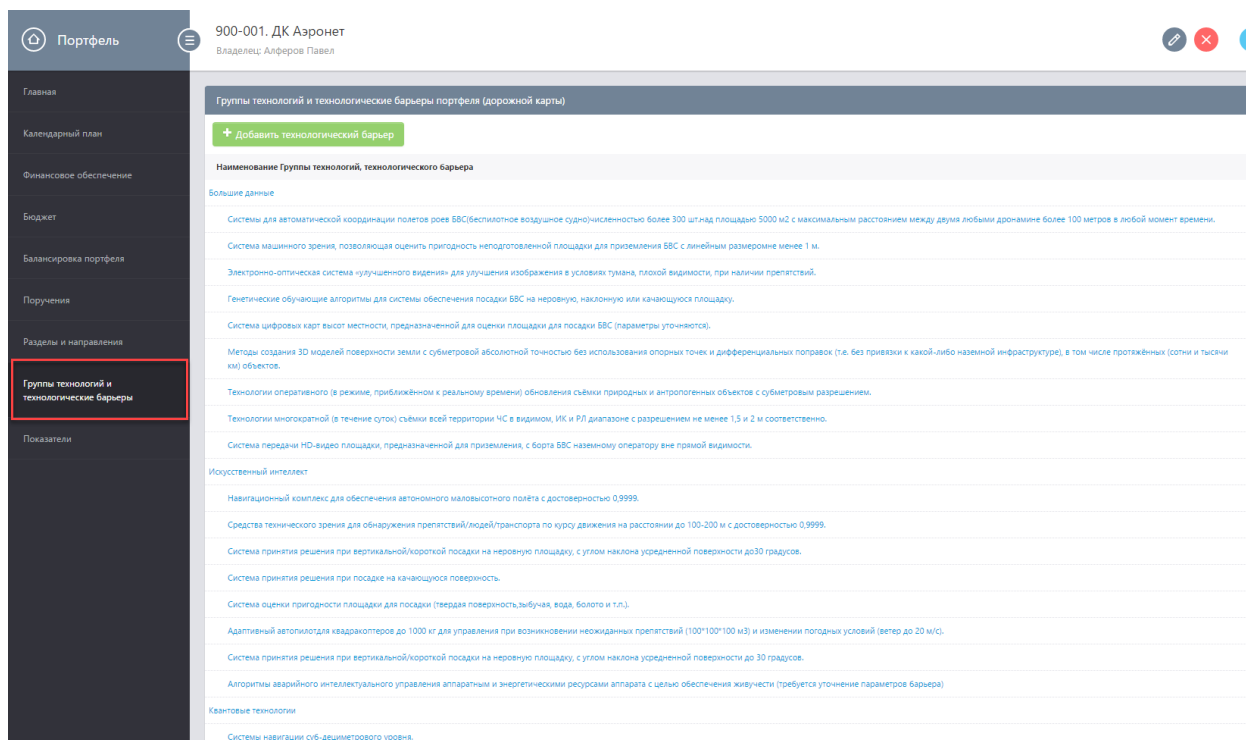 Портфель
900-001. ДК Аэронет
Владелец: Алферов Павел
Главная
Календарный план
Финансовое обеспечение
Бюджет
Балансировка портфеля
Поручения
Разделы и направления
Группы технологий и
технологические барьеры
Показатели
Группы технологий и технологические барьеры портфеля (дорожной карты)
+ Добавить технологический барьер
Наименование Группы технологий, технологического барьера
Большие данные
Системы для автоматической координации полетов роев БВС(беспилотное воздушное судно)численностью более 300 шт.над площадью 5000 м2 с максимальным расстоянием между двумя любыми дронамине более 100 метров в любой момент времени.
Система машинного зрения, позволяющая оценить пригодность неподготовленной площадки для приземления БВС с линейным размеромне менее 1 м.
Электронно-оптическая система «улучшенного видения» для улучшения изображения в условиях тумана, плохой видимости, при наличии препятствий.
Генетические обучающие алгоритмы для системы обеспечения посадки БВС на неровную, наклонную или качающуюся площадку.
Система цифровых карт высот местности, предназначенной для оценки площадки для посадки БВС (параметры уточняются).
Методы создания 3D моделей поверхности земли с субметровой абсолютной точностью без использования опорных точек и дифференциальных поправок (т.е. без привязки к какой-либо наземной инфраструктуре), в том числе протяжённых (сотни и тысячи
км) объектов.
Технологии оперативного (в режиме, приближённом к реальному времени) обновления съёмки природных и антропогенных объектов с субметровым разрешением.
Технологии многократной (в течение суток) съёмки всей территории ЧС в видимом, ИК и РЛ диапазоне с разрешением не менее 1,5 и 2 м соответственно.
Система передачи HD-видео площадки, предназначенной для приземления, с борта БВС наземному оператору вне прямой видимости.
Искусственный интеллект
Навигационный комплекс для обеспечения автономного маловысотного полёта с достоверностью 0,9999.
Средства технического зрения для обнаружения препятствий/людей/транспорта по курсу движения на расстоянии до 100-200 м с достоверностью 0,9999.
Система принятия решения при вертикальной/короткой посадки на неровную площадку, с углом наклона усредненной поверхности до30 градусов.
Система принятия решения при посадке на качающуюся поверхность.
Система оценки пригодности площадки для посадки (твердая поверхность,зыбучая, вода, болото и т.п.).
Адаптивный автопилотдля квадракоптеров до 1000 кг для управления при возникновении неожиданных препятствий (100*100*100 м3) и изменении погодных условий (ветер до 20 м/с).
Система принятия решения при вертикальной/короткой посадки на неровную площадку, с углом наклона усредненной поверхности до 30 градусов.
Алгоритмы аварийного интеллектуального управления аппаратным и энергетическими ресурсами аппарата с целью обеспечения живучести (требуется уточнение параметров барьера)
Квантовые технологии
Системы навигации суб-дециметрового уровня.